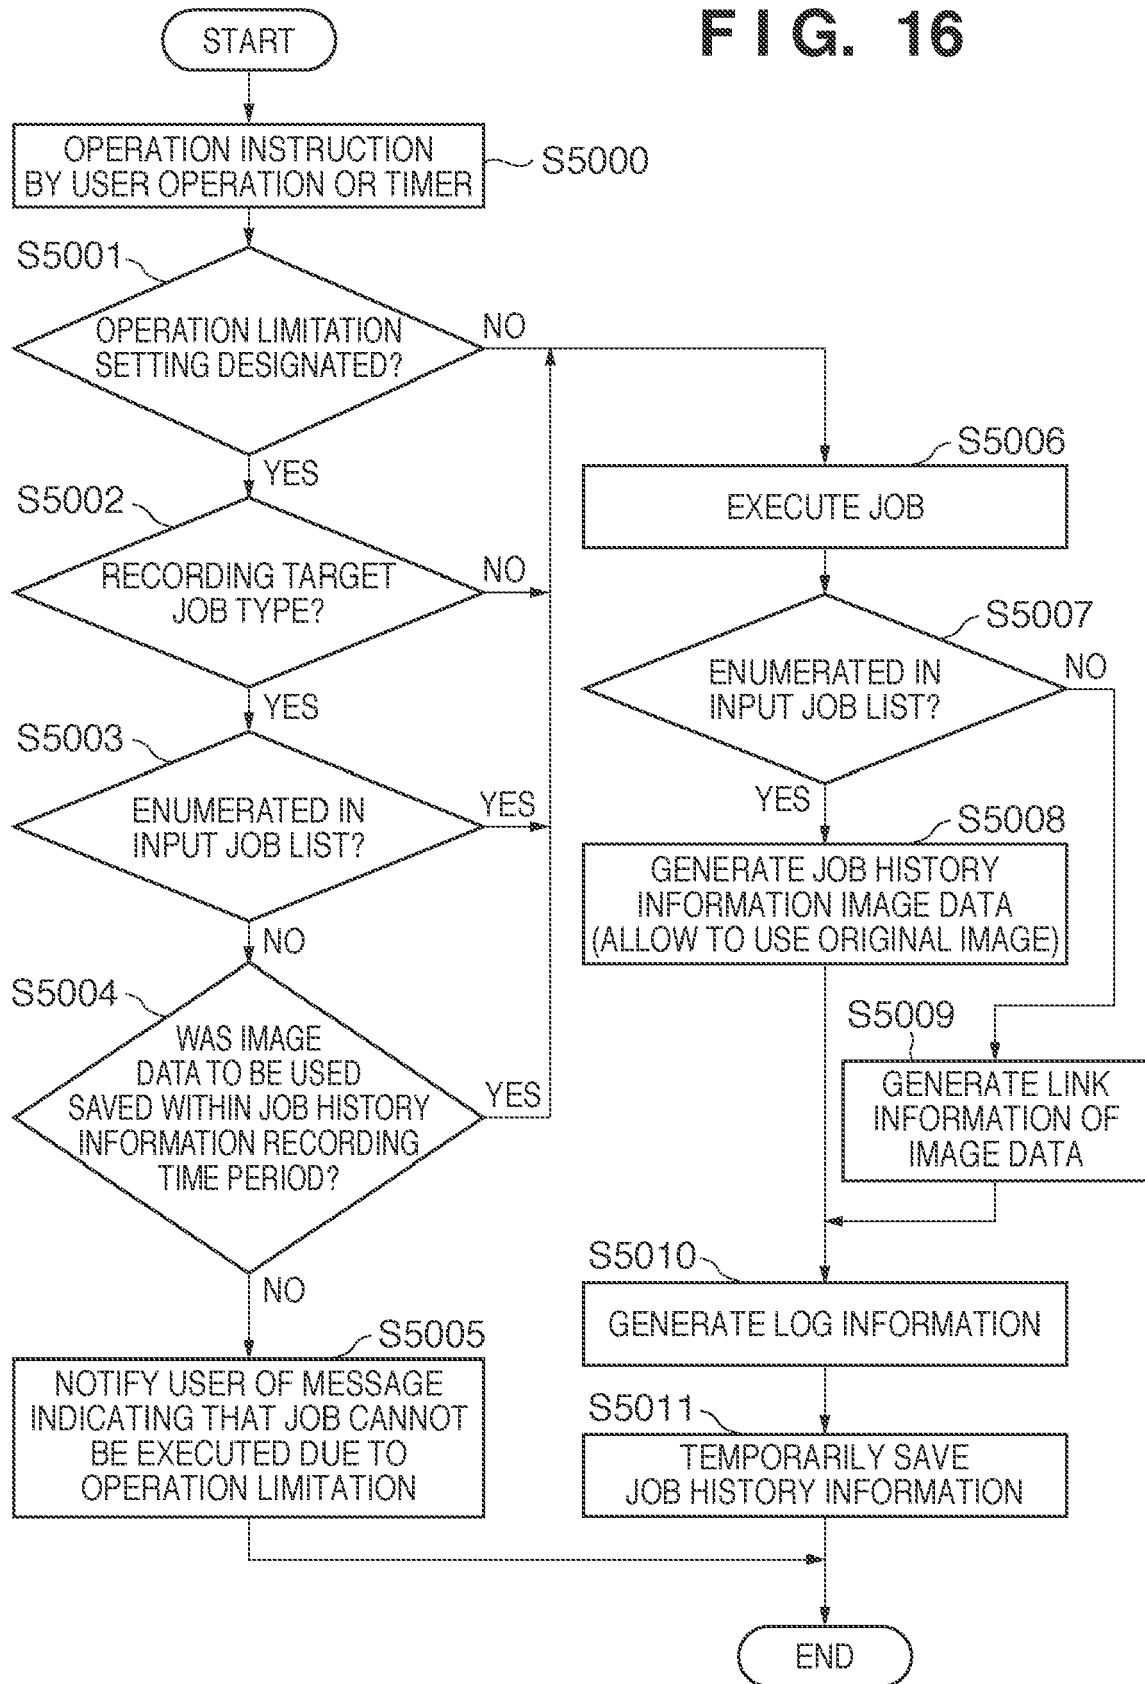 FIG. 16
START
OPERATION INSTRUCTION
BY USER OPERATION OR TIMER
S5000
S5001
OPERATION LIMITATION
SETTING DESIGNATED?
NO
YES
S5002
RECORDING TARGET
JOB TYPE?
NO
YES
S5003
ENUMERATED IN
INPUT JOB LIST?
YES
NO
S5004
WAS IMAGE
DATA TO BE USED
SAVED WITHIN JOB HISTORY
INFORMATION RECORDING
TIME PERIOD?
YES
NO
S5005
NOTIFY USER OF MESSAGE
INDICATING THAT JOB CANNOT
BE EXECUTED DUE TO
OPERATION LIMITATION
S5006
EXECUTE JOB
S5007
ENUMERATED IN
INPUT JOB LIST?
NO
YES
S5008
GENERATE JOB HISTORY
INFORMATION IMAGE DATA
(ALLOW TO USE ORIGINAL IMAGE)
S5009
GENERATE LINK
INFORMATION OF
IMAGE DATA
S5010
GENERATE LOG INFORMATION
S5011
TEMPORARILY SAVE
JOB HISTORY INFORMATION
END